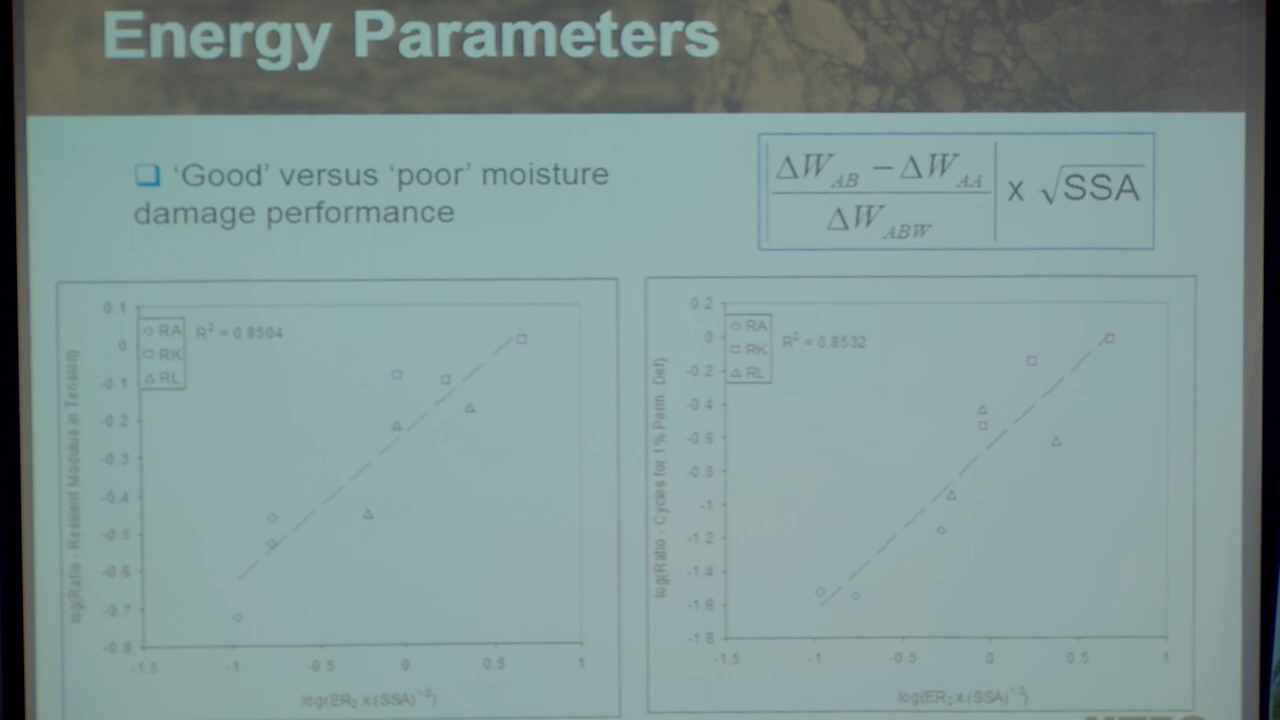 Energy Parameters
‘Good’ versus ‘poor’ moisture
damage performance
|ΔW_AB − ΔW_AA / ΔW_ABW| x √SSA
0.1
0
-0.1
-0.2
-0.3
-0.4
-0.5
-0.6
-0.7
-0.8
RA
RK
RL
R² = 0.8504
log(Ratio - Resilient Modulus in Tension)
-1.5 -1 -0.5 0 0.5 1
log(ER₂ x (SSA)^1/2)
0.2
0
-0.2
-0.4
-0.6
-0.8
-1
-1.2
-1.4
-1.6
-1.8
RA
RK
RL
R² = 0.8532
log(Ratio - Cycles for 1% Perm. Def)
-1.5 -1 -0.5 0 0.5 1
log(ER₂ x (SSA)^1/2)